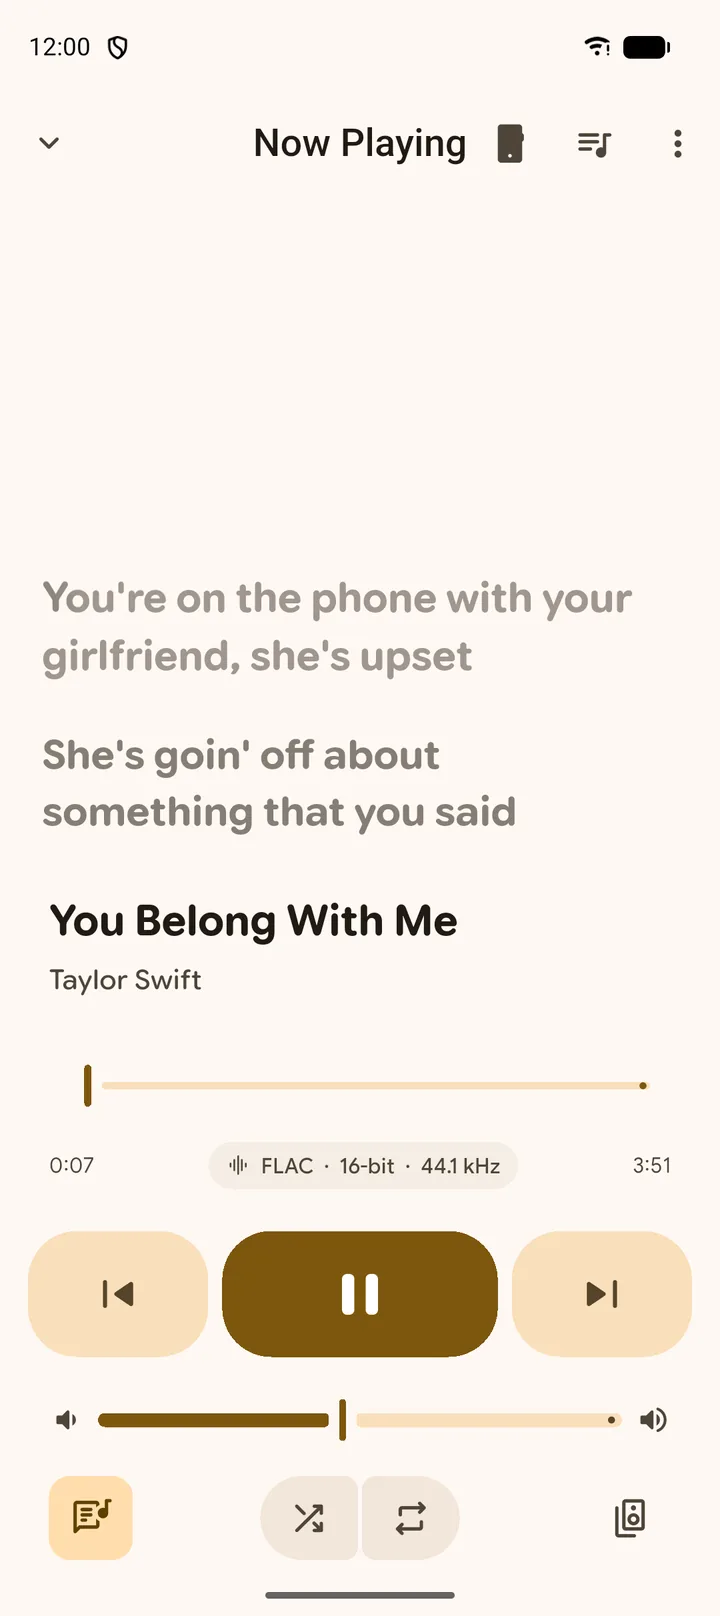 12:00
Now Playing
You're on the phone with your
girlfriend, she's upset
She's goin' off about
something that you said
You Belong With Me
Taylor Swift
0:07
FLAC · 16-bit · 44.1 kHz
3:51